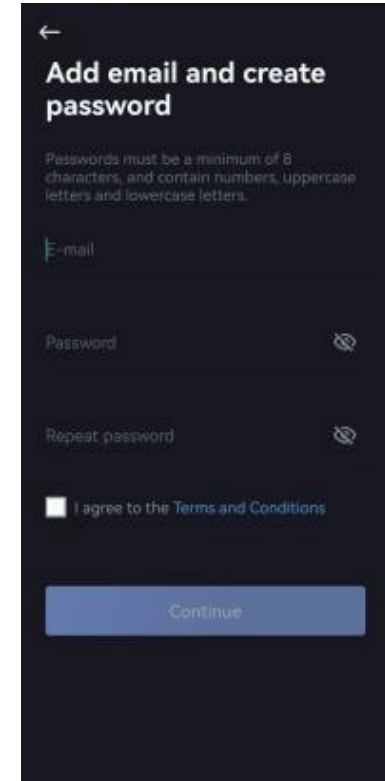 Add email and create
password
Passwords must be a minimum of 8
characters, and contain numbers, uppercase
letters and lowercase letters.
E-mail
Password
Repeat password
I agree to the Terms and Conditions
Continue